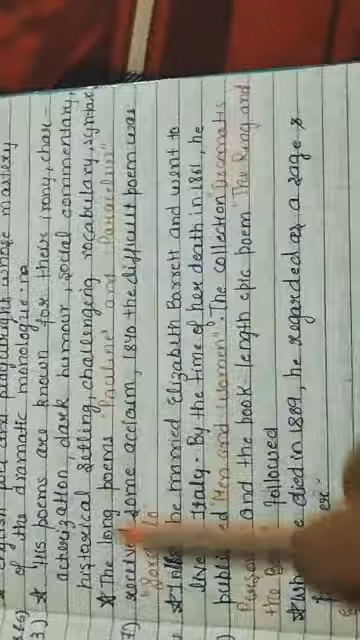 English poet and playwright whose mastery
of the dramatic monologue
* His poems are known for their irony, char-
acterization, dark humour, social commentary,
historical setting, challenging vocabulary, syntax
* The long poems "Pauline" and
some acclaim, 1840 the difficult poem was
he married Elizabeth Barrett and went to
live Italy. By the time of her death in 1861, he
"Men and Women". The collection Dramatis
and the book-length epic poem "The Ring and
the followed
died in 1889, he regarded as a sage &